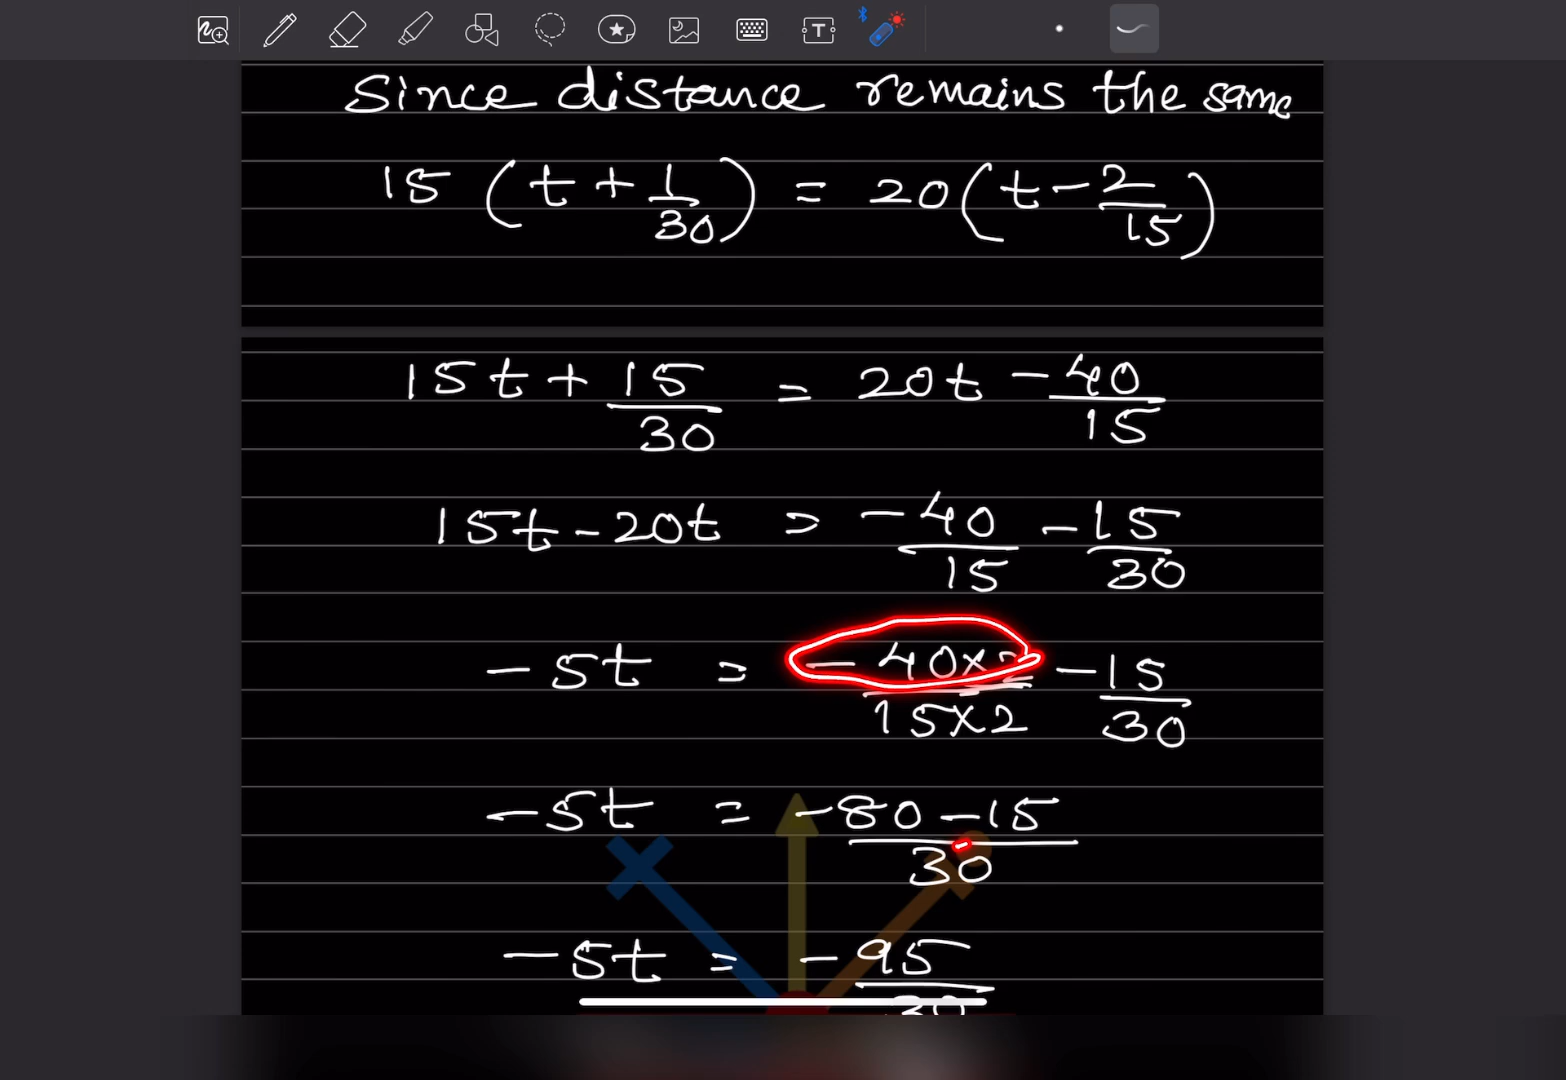 Since distance remains the same
15 (t + 1/30) = 20 (t - 2/15)
15t + 15/30 = 20t - 40/15
15t - 20t = -40/15 - 15/30
-5t = -40×2/15×2 - 15/30
-5t = -80-15/30
-5t = -95/30